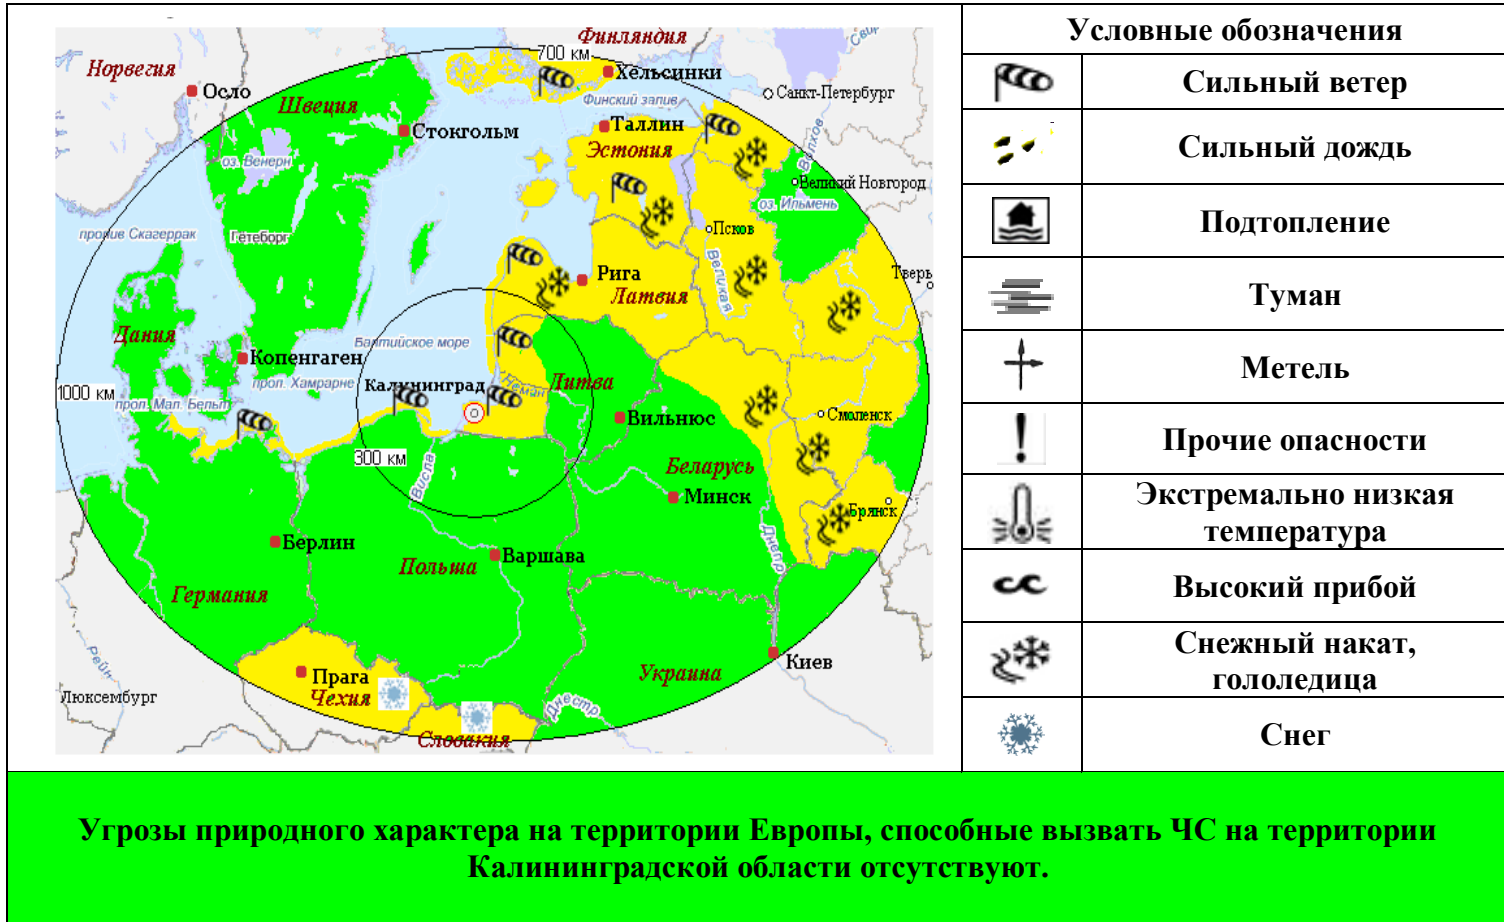 Финляндия
700 км
Норвегия
Осло
Хельсинки
Швеция
Санкт-Петербург
Финский залив
Стокгольм
Таллин
Эстония
Волхов
оз. Венерн
Великий Новгород
оз. Ильмень
Псков
Гетеборг
пролив Скагеррак
Великая
Рига
Латвия
Тверь
Дания
Балтийское море
Копенгаген
Калининград
Неман
Литва
1000 км
проп. Хамрарне
проп. Мал. Бельт
Вильнюс
Смоленск
300 км
Висла
Беларусь
Минск
Брянск
Берлин
Варшава
Днепр
Польша
Германия
Рейн
Прага
Чехия
Украина
Киев
Люксембург
Днестр
Словакия
Условные обозначения
Сильный ветер
Сильный дождь
Подтопление
Туман
Метель
Прочие опасности
Экстремально низкая
температура
Высокий прибой
Снежный накат,
гололедица
Снег
Угрозы природного характера на территории Европы, способные вызвать ЧС на территории
Калининградской области отсутствуют.